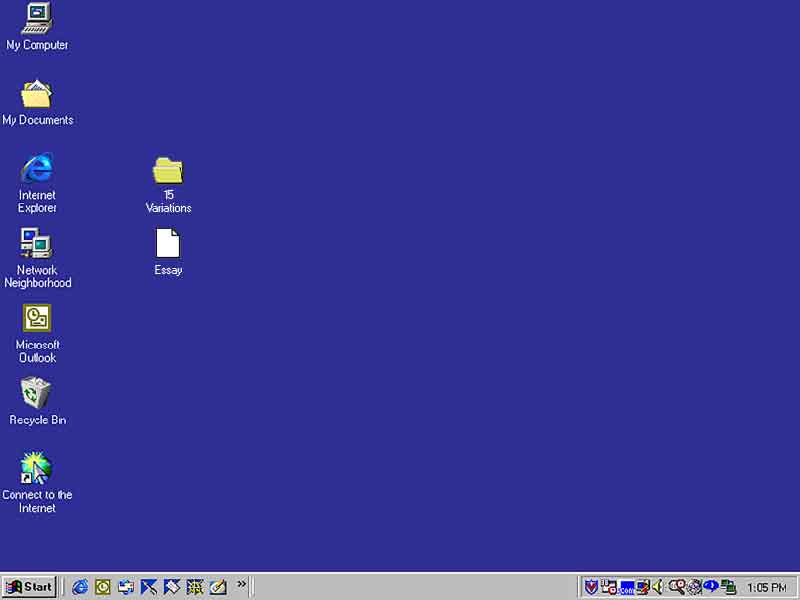 My Computer
My Documents
Internet
Explorer
15
Variations
Network
Neighborhood
Essay
Microsoft
Outlook
Recycle Bin
Connect to the
Internet
Start
»
Com
1:05 PM